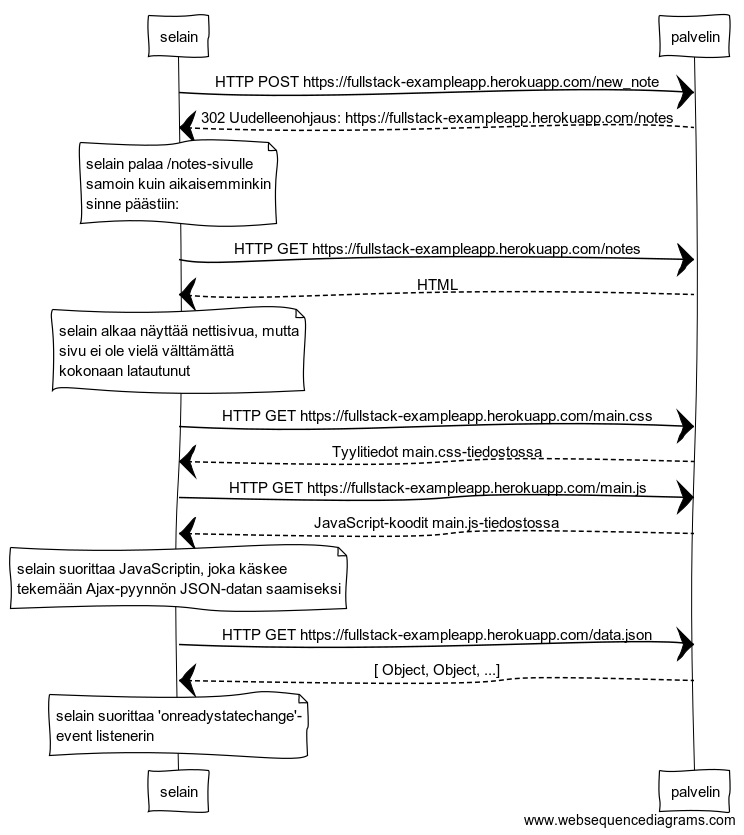 selain
palvelin
HTTP POST https://fullstack-exampleapp.herokuapp.com/new_note
302 Uudelleenohjaus: https://fullstack-exampleapp.herokuapp.com/notes
selain palaa /notes-sivulle
samoin kuin aikaisemminkin
sinne päästiin:
HTTP GET https://fullstack-exampleapp.herokuapp.com/notes
HTML
selain alkaa näyttää nettisivua, mutta
sivu ei ole vielä välttämättä
kokonaan latautunut
HTTP GET https://fullstack-exampleapp.herokuapp.com/main.css
Tyylitiedot main.css-tiedostossa
HTTP GET https://fullstack-exampleapp.herokuapp.com/main.js
JavaScript-koodit main.js-tiedostossa
selain suorittaa JavaScriptin, joka käskee
tekemään Ajax-pyynnön JSON-datan saamiseksi
HTTP GET https://fullstack-exampleapp.herokuapp.com/data.json
[ Object, Object, ...]
selain suorittaa 'onreadystatechange'-
event listenerin
selain
palvelin
www.websequencediagrams.com